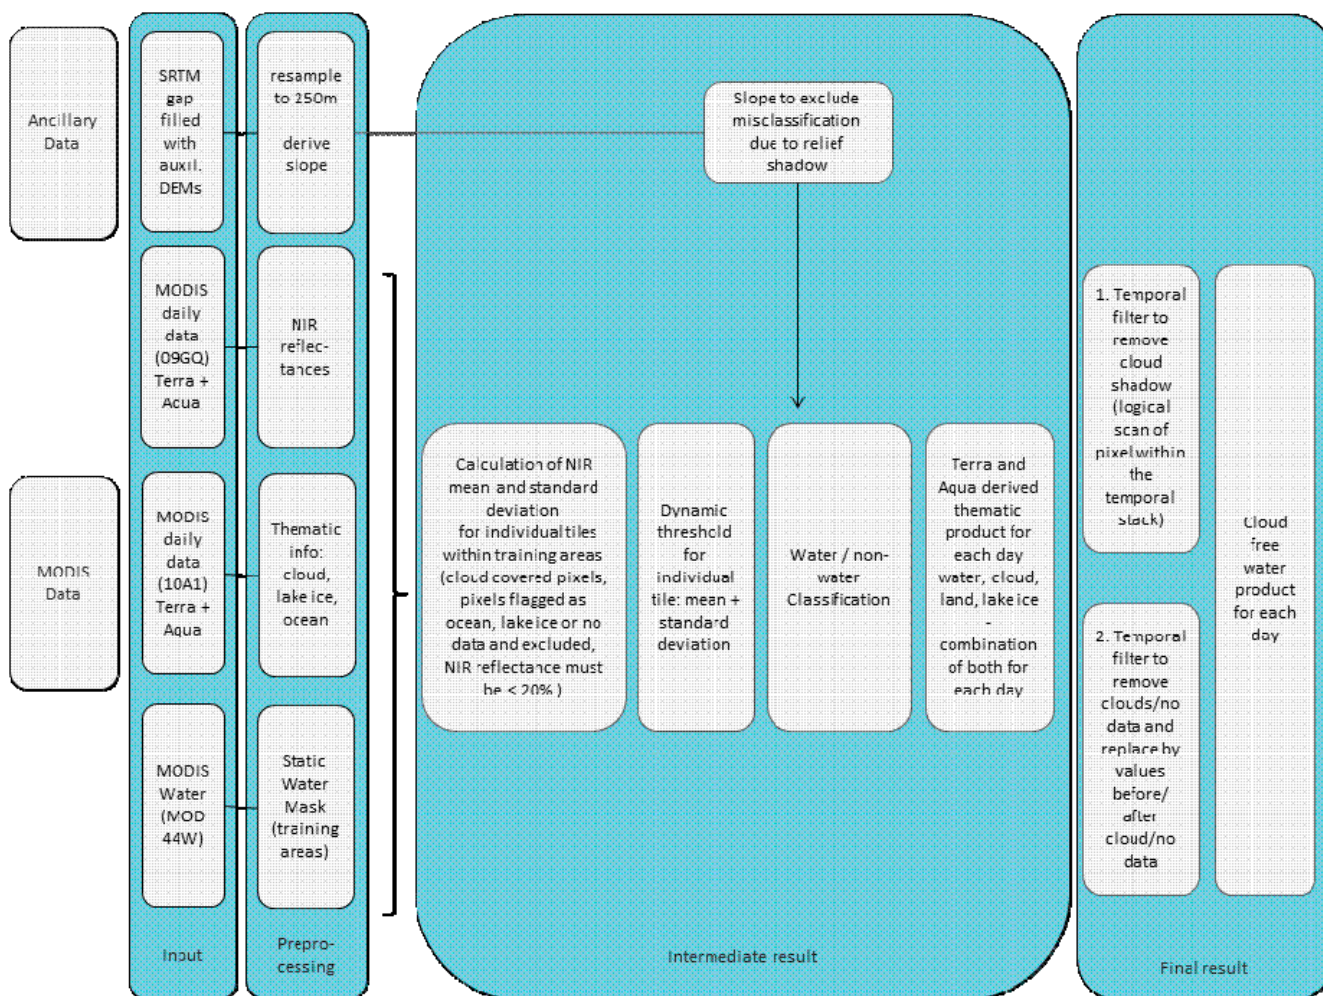 Ancillary
Data
SRTM
gap
filled
with
auxil.
DEMs
resample
to 250m
derive
slope
Slope to exclude
misclassification
due to relief
shadow
MODIS
daily
data
(09GQ)
Terra +
Aqua
NIR
reflec-
tances
MODIS
Data
MODIS
daily
data
(10A1)
Terra +
Aqua
Thematic
info:
cloud,
lake ice,
ocean
MODIS
Water
(MOD
44W)
Static
Water
Mask
(training
areas)
Calculation of NIR
mean and standard
deviation
for individual tiles
within training areas
(cloud covered pixels,
pixels flagged as
ocean, lake ice or no
data and excluded,
NIR reflectance must
be < 20% )
Dynamic
threshold
for
individual
tile: mean +
standard
deviation
Water / non-
water
Classification
Terra and
Aqua derived
thematic
product for
each day
water, cloud,
land, lake ice
-
combination
of both for
each day
1. Temporal
filter to
remove
cloud
shadow
(logical
scan of
pixel within
the
temporal
stack)
2. Temporal
filter to
remove
clouds/no
data and
replace by
values
before/
after
cloud/no
data
Cloud
free
water
product
for each
day
Input
Prepro-
cessing
Intermediate result
Final result